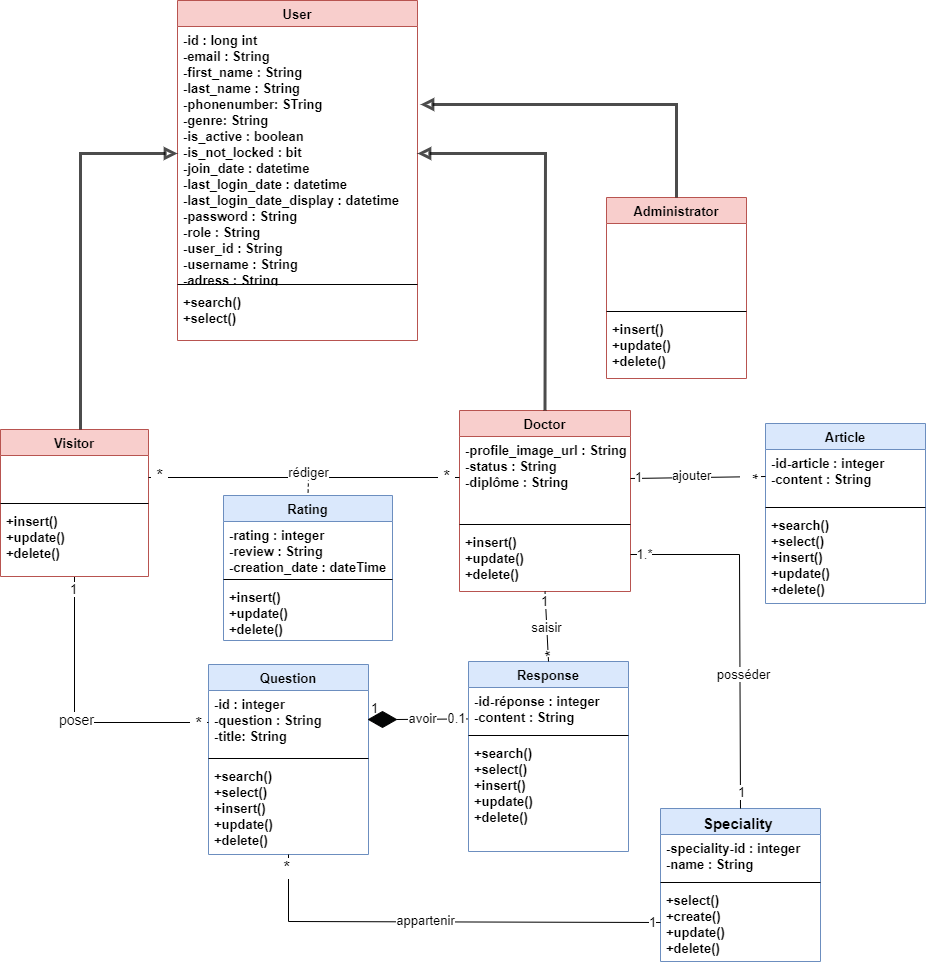 User
-id : long int
-email : String
-first_name : String
-last_name : String
-phonenumber: STring
-genre: String
-is_active : boolean
-is_not_locked : bit
-join_date : datetime
-last_login_date : datetime
-last_login_date_display : datetime
-password : String
-role : String
-user_id : String
-username : String
-adress : String
+search()
+select()
Administrator
+insert()
+update()
+delete()
Visitor
+insert()
+update()
+delete()
* rédiger *
Rating
-rating : integer
-review : String
-creation_date : dateTime
+insert()
+update()
+delete()
Doctor
-profile_image_url : String
-status : String
-diplôme : String
+insert()
+update()
+delete()
1 ajouter *
Article
-id-article : integer
-content : String
+search()
+select()
+insert()
+update()
+delete()
1.*
posséder
1
1
saisir
*
1
poser *
Question
-id : integer
-question : String
-title: String
+search()
+select()
+insert()
+update()
+delete()
1
avoir 0.1
Response
-id-réponse : integer
-content : String
+search()
+select()
+insert()
+update()
+delete()
*
appartenir 1
Speciality
-speciality-id : integer
-name : String
+select()
+create()
+update()
+delete()